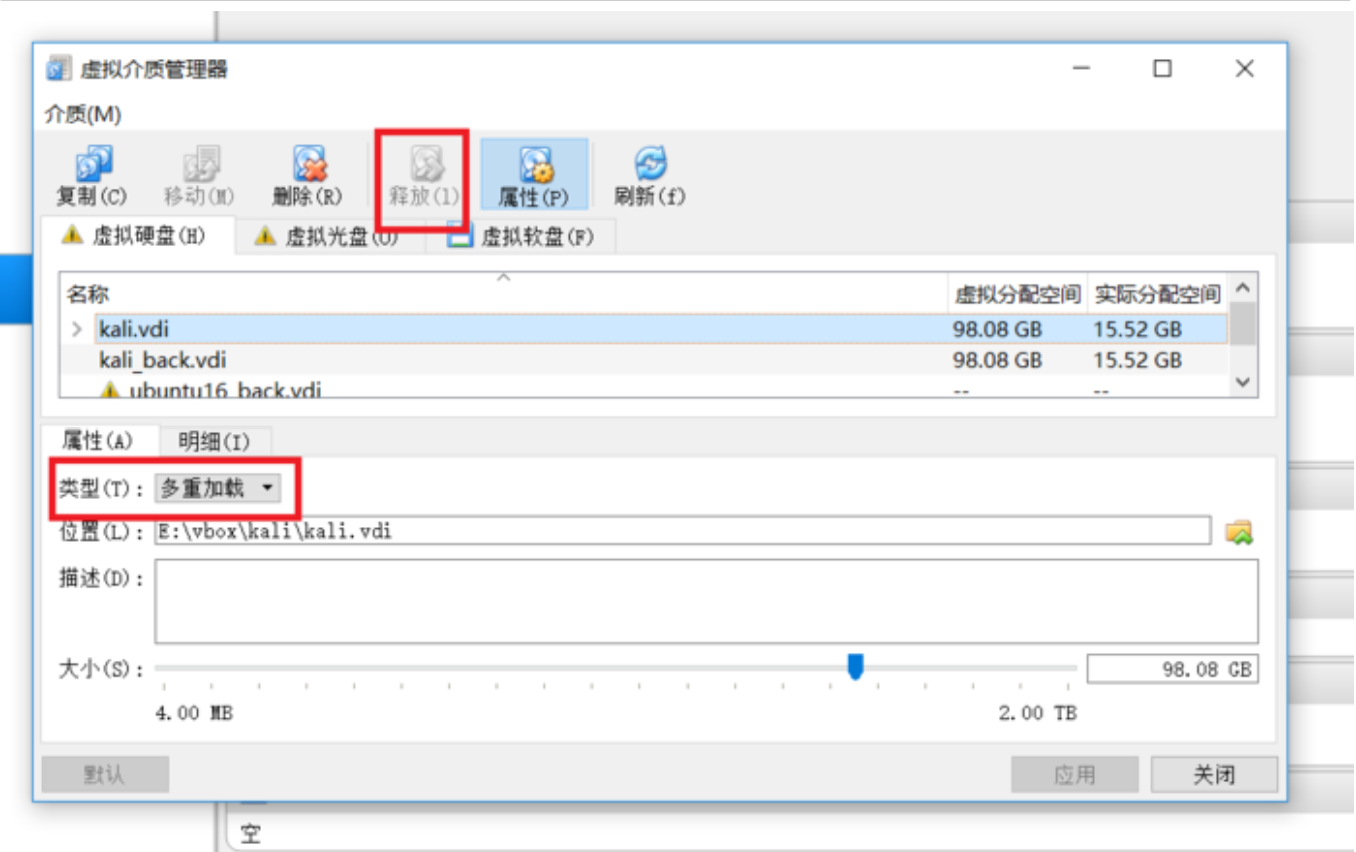 虚拟介质管理器
介质(M)
复制(C) 移动(M) 删除(R) 释放(l) 属性(P) 刷新(f)
虚拟硬盘(H) 虚拟光盘(O) 虚拟软盘(F)
名称 虚拟分配空间 实际分配空间
kali.vdi 98.08 GB 15.52 GB
kali_back.vdi 98.08 GB 15.52 GB
ubuntu16_back.vdi -- --
属性(A) 明细(I)
类型(T): 多重加载
位置(L): E:\vbox\kali\kali.vdi
描述(D):
大小(S): 98.08 GB
4.00 MB 2.00 TB
默认 应用 关闭
空